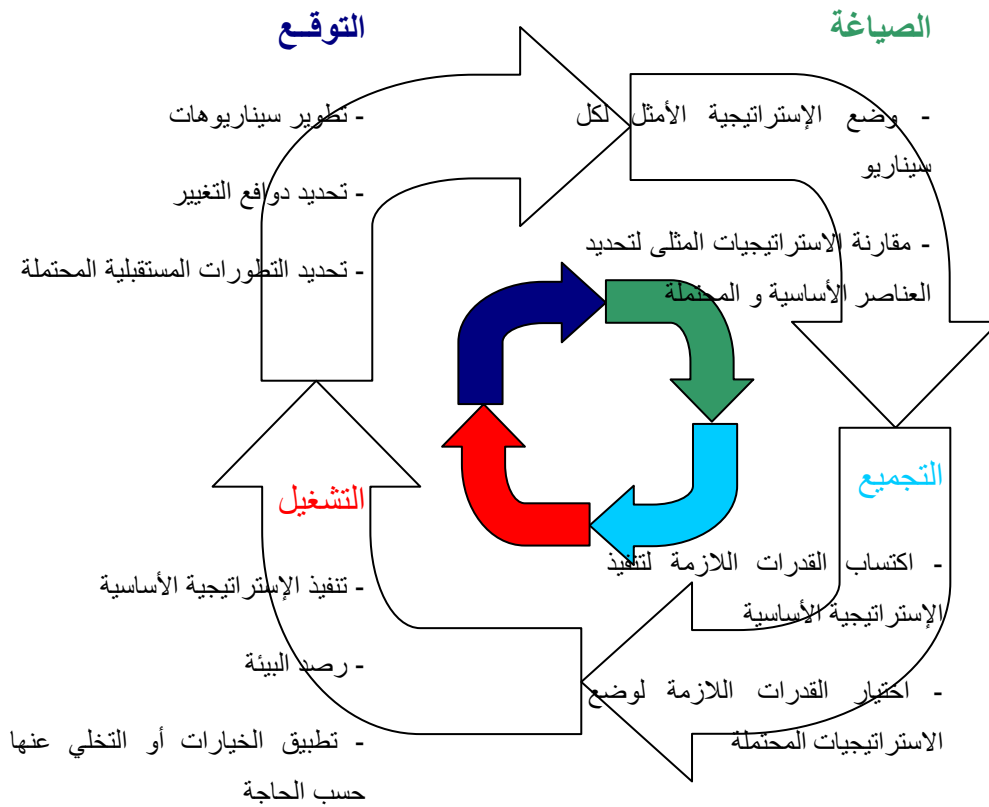 الصياغة
- وضع الإستراتيجية الأمثل لكل
سيناريو
- مقارنة الاستراتيجيات المثلى لتحديد
العناصر الأساسية و المحتملة
التوقــع
- تطوير سيناريوهات
- تحديد دوافع التغيير
- تحديد التطورات المستقبلية المحتملة
التجميع
- اكتساب القدرات اللازمة لتنفيذ
الإستراتيجية الأساسية
- اختيار القدرات اللازمة لوضع
الاستراتيجيات المحتملة
التشغيل
- تنفيذ الإستراتيجية الأساسية
- رصد البيئة
- تطبيق الخيارات أو التخلي عنها
حسب الحاجة